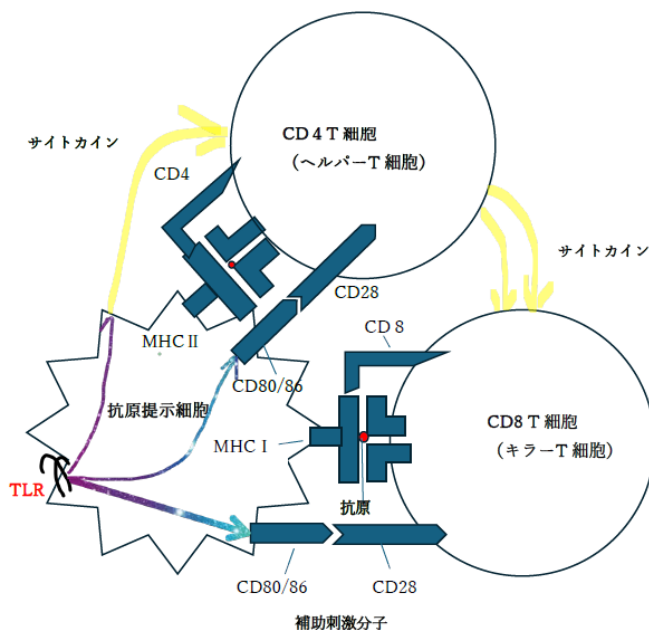 CD4T細胞
(ヘルパーT細胞)
サイトカイン
CD4
サイトカイン
CD28
CD8
MHCⅡ
CD80/86
抗原提示細胞
CD8T細胞
(キラーT細胞)
MHCⅠ
TLR
抗原
CD80/86
CD28
補助刺激分子